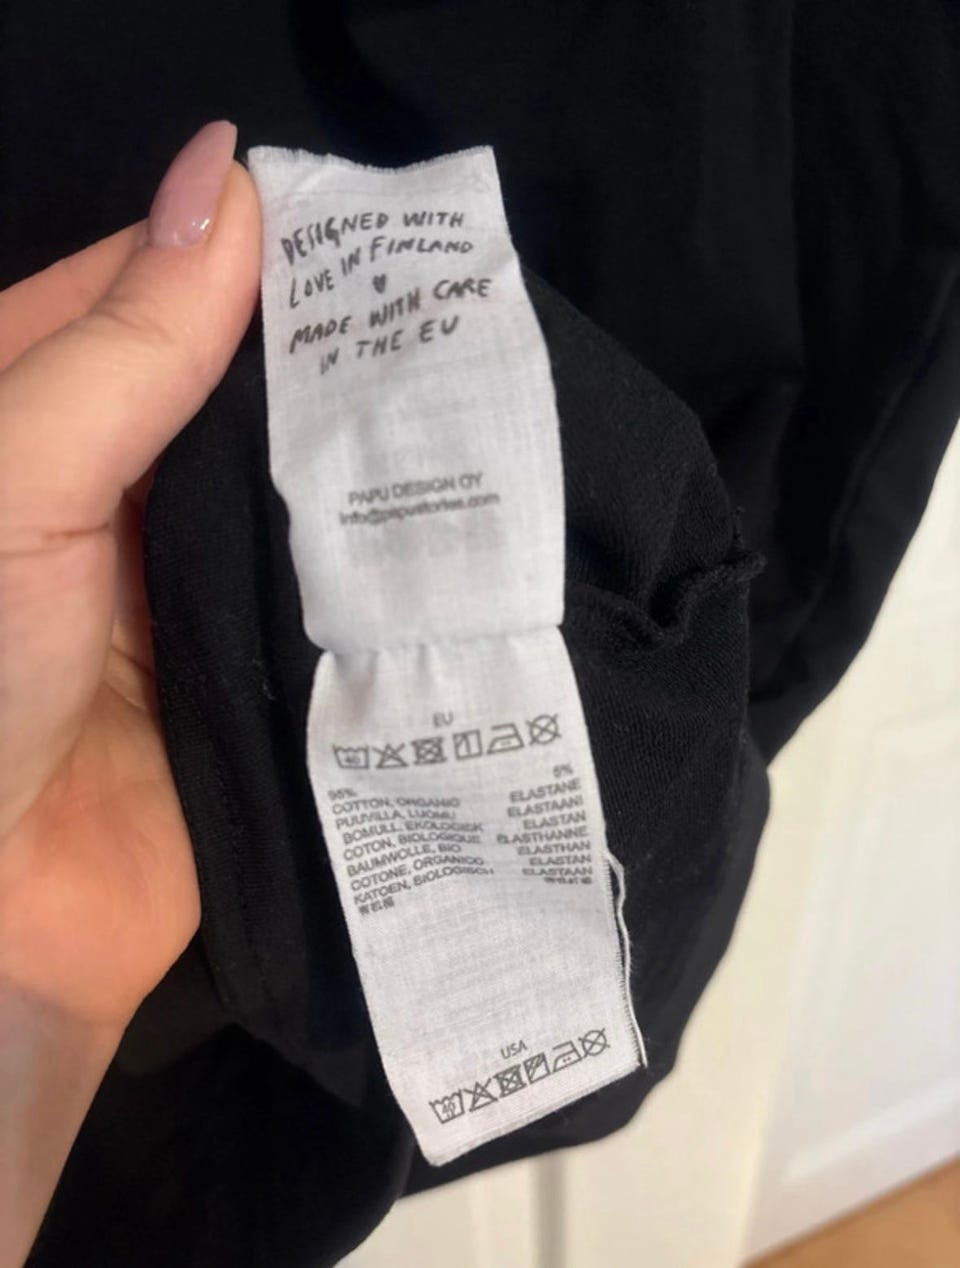 DESIGNED WITH
LOVE IN FINLAND
♥
MADE WITH CARE
IN THE EU
PAPU DESIGN OY
info@papustories.com
EU
40
95%
COTTON, ORGANIC
PUUVILLA, LUOMU
BOMULL, EKOLOGISK
COTON, BIOLOGIQUE
BAUMWOLLE, BIO
COTONE, ORGANICO
KATOEN, BIOLOGISCH
5%
ELASTANE
ELASTAANI
ELASTAN
ELASTHANNE
ELASTHAN
ELASTAN
ELASTAAN
USA